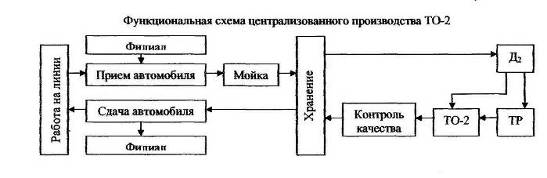 Функциональная схема централизованного производства ТО-2
Филиал
Работа на линии
Прием автомобиля
Мойка
Хранение
Д₂
Сдача автомобиля
Контроль
качества
ТО-2
ТР
Филиал